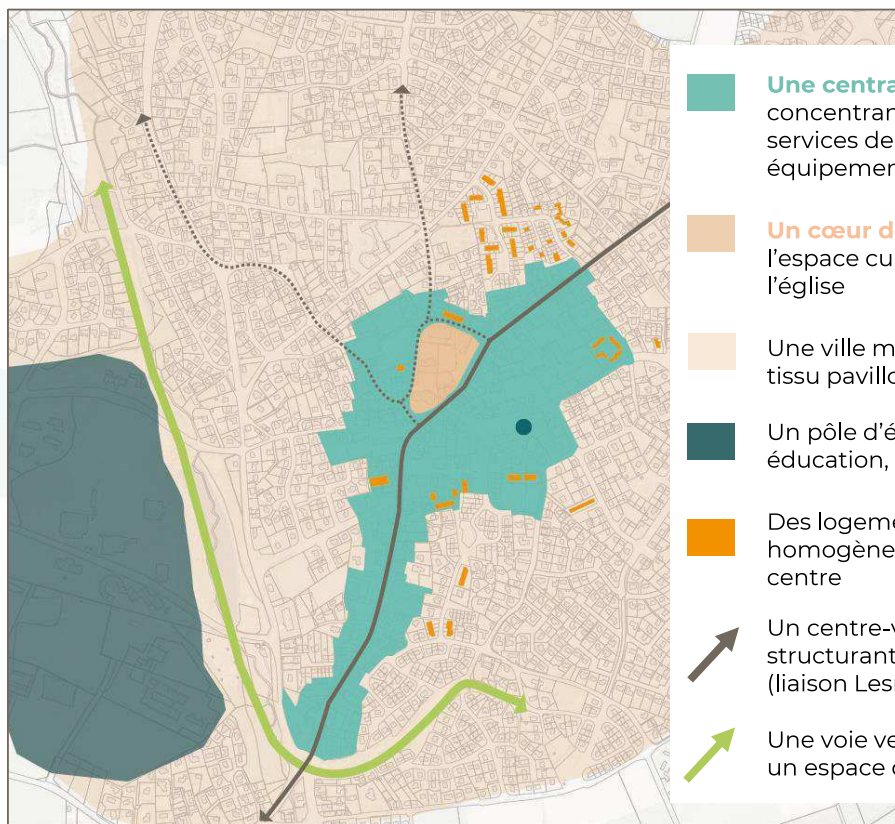 Une centra
concentran
services de
équipemen
Un cœur d
l'espace cu
l'église
Une ville m
tissu pavillo
Un pôle d'é
éducation,
Des logeme
homogène
centre
Un centre-v
structurant
(liaison Les
Une voie ve
un espace